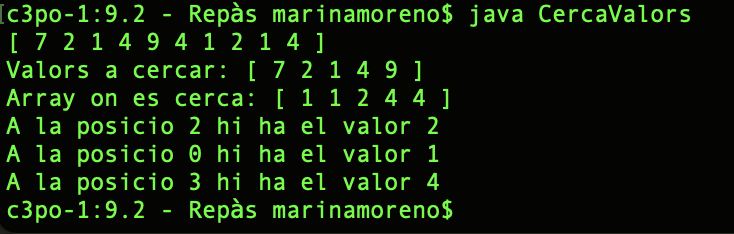 c3po-1:9.2 - Repàs marinamoreno$ java CercaValors
[ 7 2 1 4 9 4 1 2 1 4 ]
Valors a cercar: [ 7 2 1 4 9 ]
Array on es cerca: [ 1 1 2 4 4 ]
A la posicio 2 hi ha el valor 2
A la posicio 0 hi ha el valor 1
A la posicio 3 hi ha el valor 4
c3po-1:9.2 - Repàs marinamoreno$